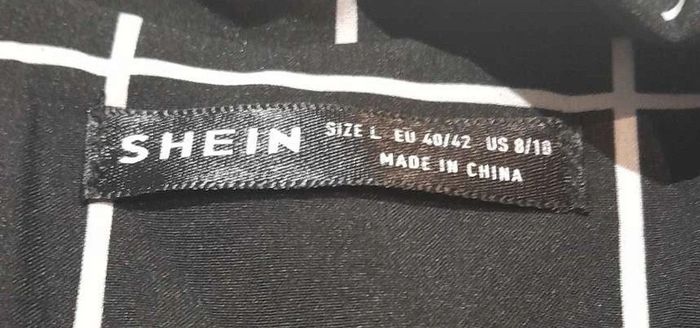 SHEIN
SIZE L EU 40/42 US 8/10
MADE IN CHINA